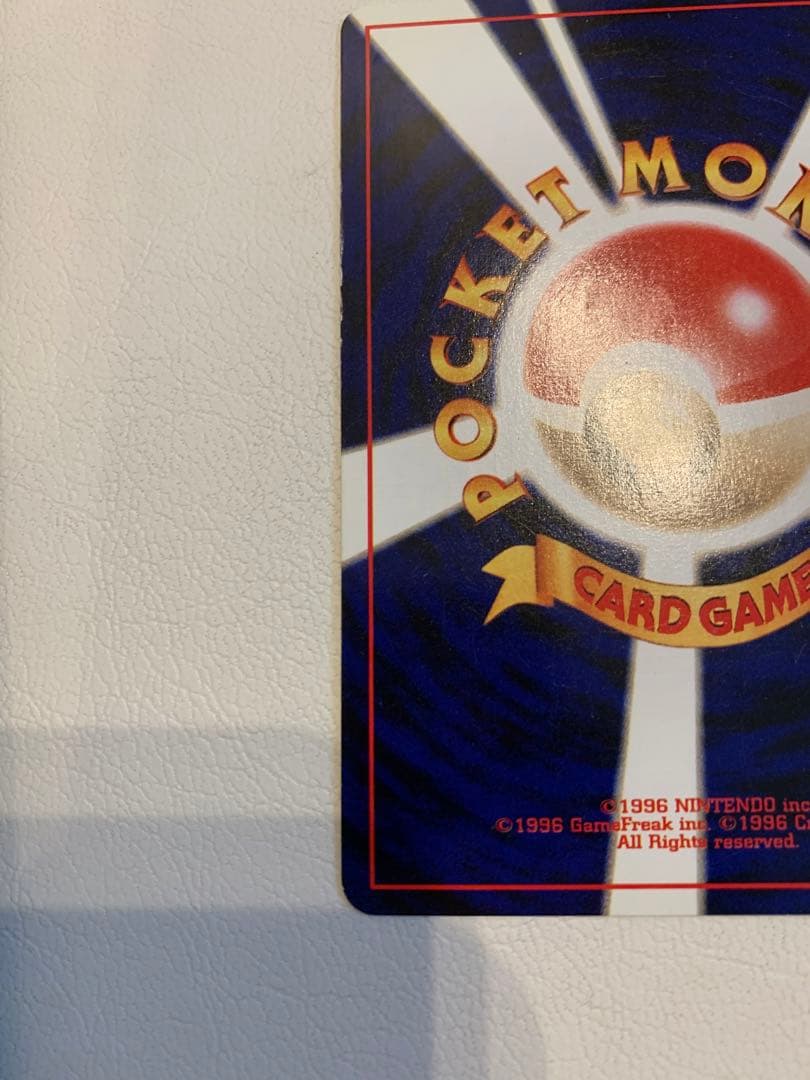 POCKET MON
CARD GAME
©1996 NINTENDO inc
©1996 GameFreak inc. ©1996 C
All Rights reserved.